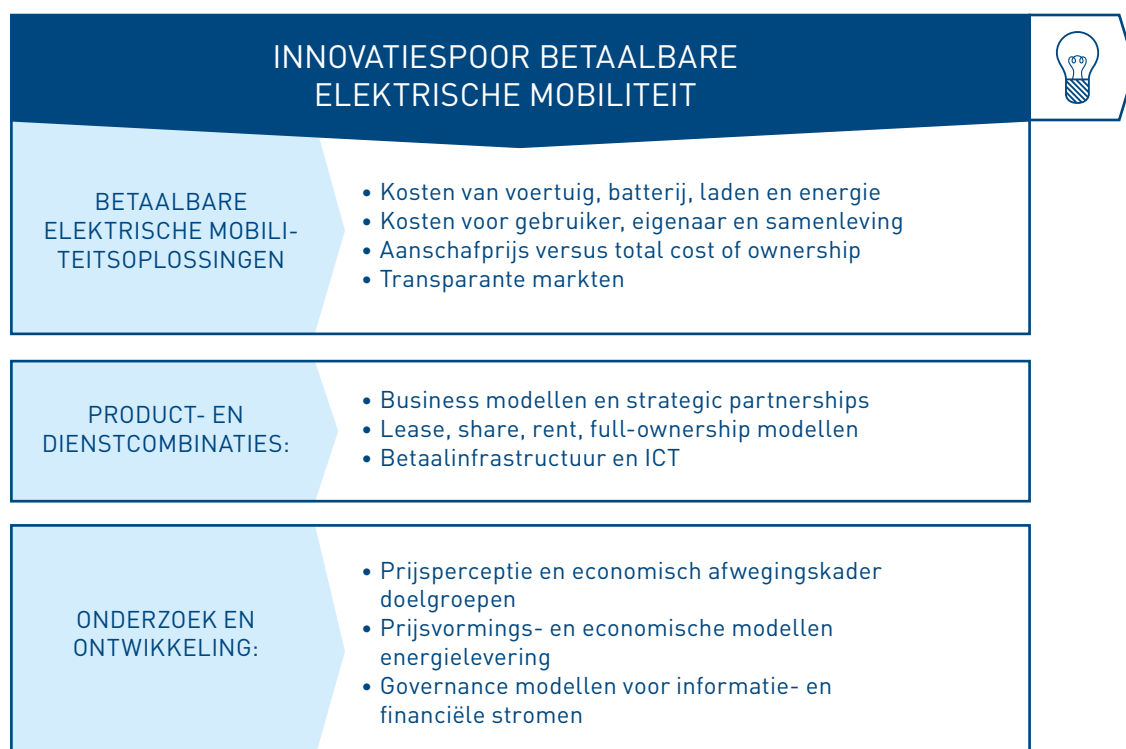 INNOVATIESPOOR BETAALBARE
ELEKTRISCHE MOBILITEIT
BETAALBARE
ELEKTRISCHE MOBILI-
TEITSOPLOSSINGEN
• Kosten van voertuig, batterij, laden en energie
• Kosten voor gebruiker, eigenaar en samenleving
• Aanschafprijs versus total cost of ownership
• Transparante markten
PRODUCT- EN
DIENSTCOMBINATIES:
• Business modellen en strategic partnerships
• Lease, share, rent, full-ownership modellen
• Betaalinfrastructuur en ICT
ONDERZOEK EN
ONTWIKKELING:
• Prijsperceptie en economisch afwegingskader
doelgroepen
• Prijsvormings- en economische modellen
energielevering
• Governance modellen voor informatie- en
financiële stromen